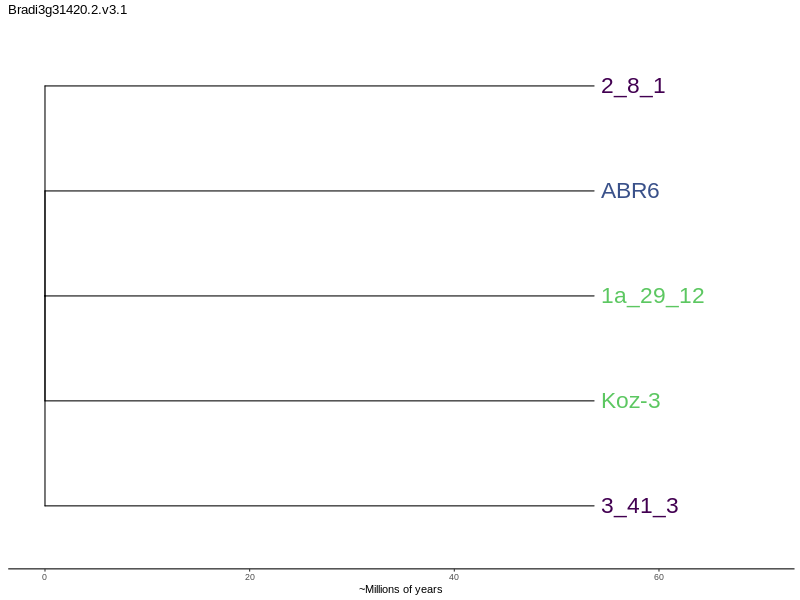 Bradi3g31420.2.v3.1
2_8_1
ABR6
1a_29_12
Koz-3
3_41_3
0 20 40 60
~Millions of years